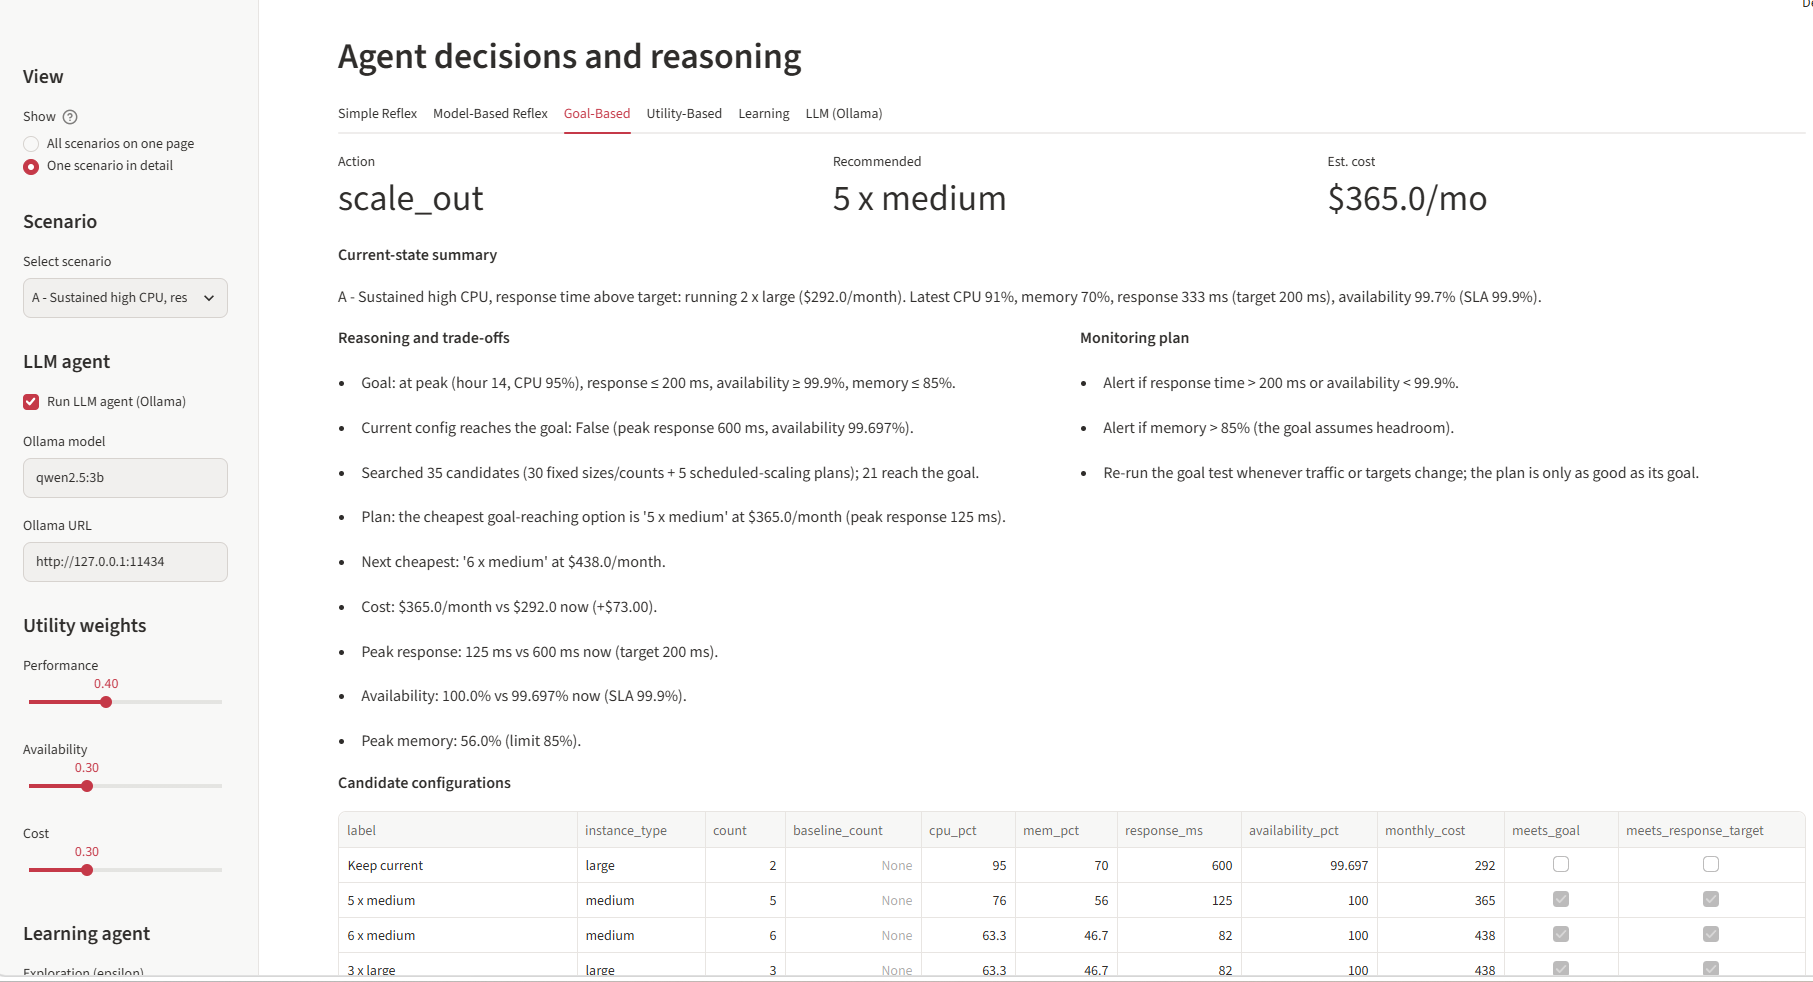 View
Show
All scenarios on one page
One scenario in detail
Scenario
Select scenario
A - Sustained high CPU, res
LLM agent
Run LLM agent (Ollama)
Ollama model
qwen2.5:3b
Ollama URL
http://127.0.0.1:11434
Utility weights
Performance
0.40
Availability
0.30
Cost
0.30
Learning agent
Exploration (epsilon)
Agent decisions and reasoning
Simple Reflex Model-Based Reflex Goal-Based Utility-Based Learning LLM (Ollama)
Action Recommended Est. cost
scale_out 5 x medium $365.0/mo
Current-state summary
A - Sustained high CPU, response time above target: running 2 x large ($292.0/month). Latest CPU 91%, memory 70%, response 333 ms (target 200 ms), availability 99.7% (SLA 99.9%).
Reasoning and trade-offs
• Goal: at peak (hour 14, CPU 95%), response ≤ 200 ms, availability ≥ 99.9%, memory ≤ 85%.
• Current config reaches the goal: False (peak response 600 ms, availability 99.697%).
• Searched 35 candidates (30 fixed sizes/counts + 5 scheduled-scaling plans); 21 reach the goal.
• Plan: the cheapest goal-reaching option is '5 x medium' at $365.0/month (peak response 125 ms).
• Next cheapest: '6 x medium' at $438.0/month.
• Cost: $365.0/month vs $292.0 now (+$73.00).
• Peak response: 125 ms vs 600 ms now (target 200 ms).
• Availability: 100.0% vs 99.697% now (SLA 99.9%).
• Peak memory: 56.0% (limit 85%).
Monitoring plan
• Alert if response time > 200 ms or availability < 99.9%.
• Alert if memory > 85% (the goal assumes headroom).
• Re-run the goal test whenever traffic or targets change; the plan is only as good as its goal.
Candidate configurations
label instance_type count baseline_count cpu_pct mem_pct response_ms availability_pct monthly_cost meets_goal meets_response_target
Keep current large 2 None 95 70 600 99.697 292
5 x medium medium 5 None 76 56 125 100 365
6 x medium medium 6 None 63.3 46.7 82 100 438
3 x large large 3 None 63.3 46.7 82 100 438